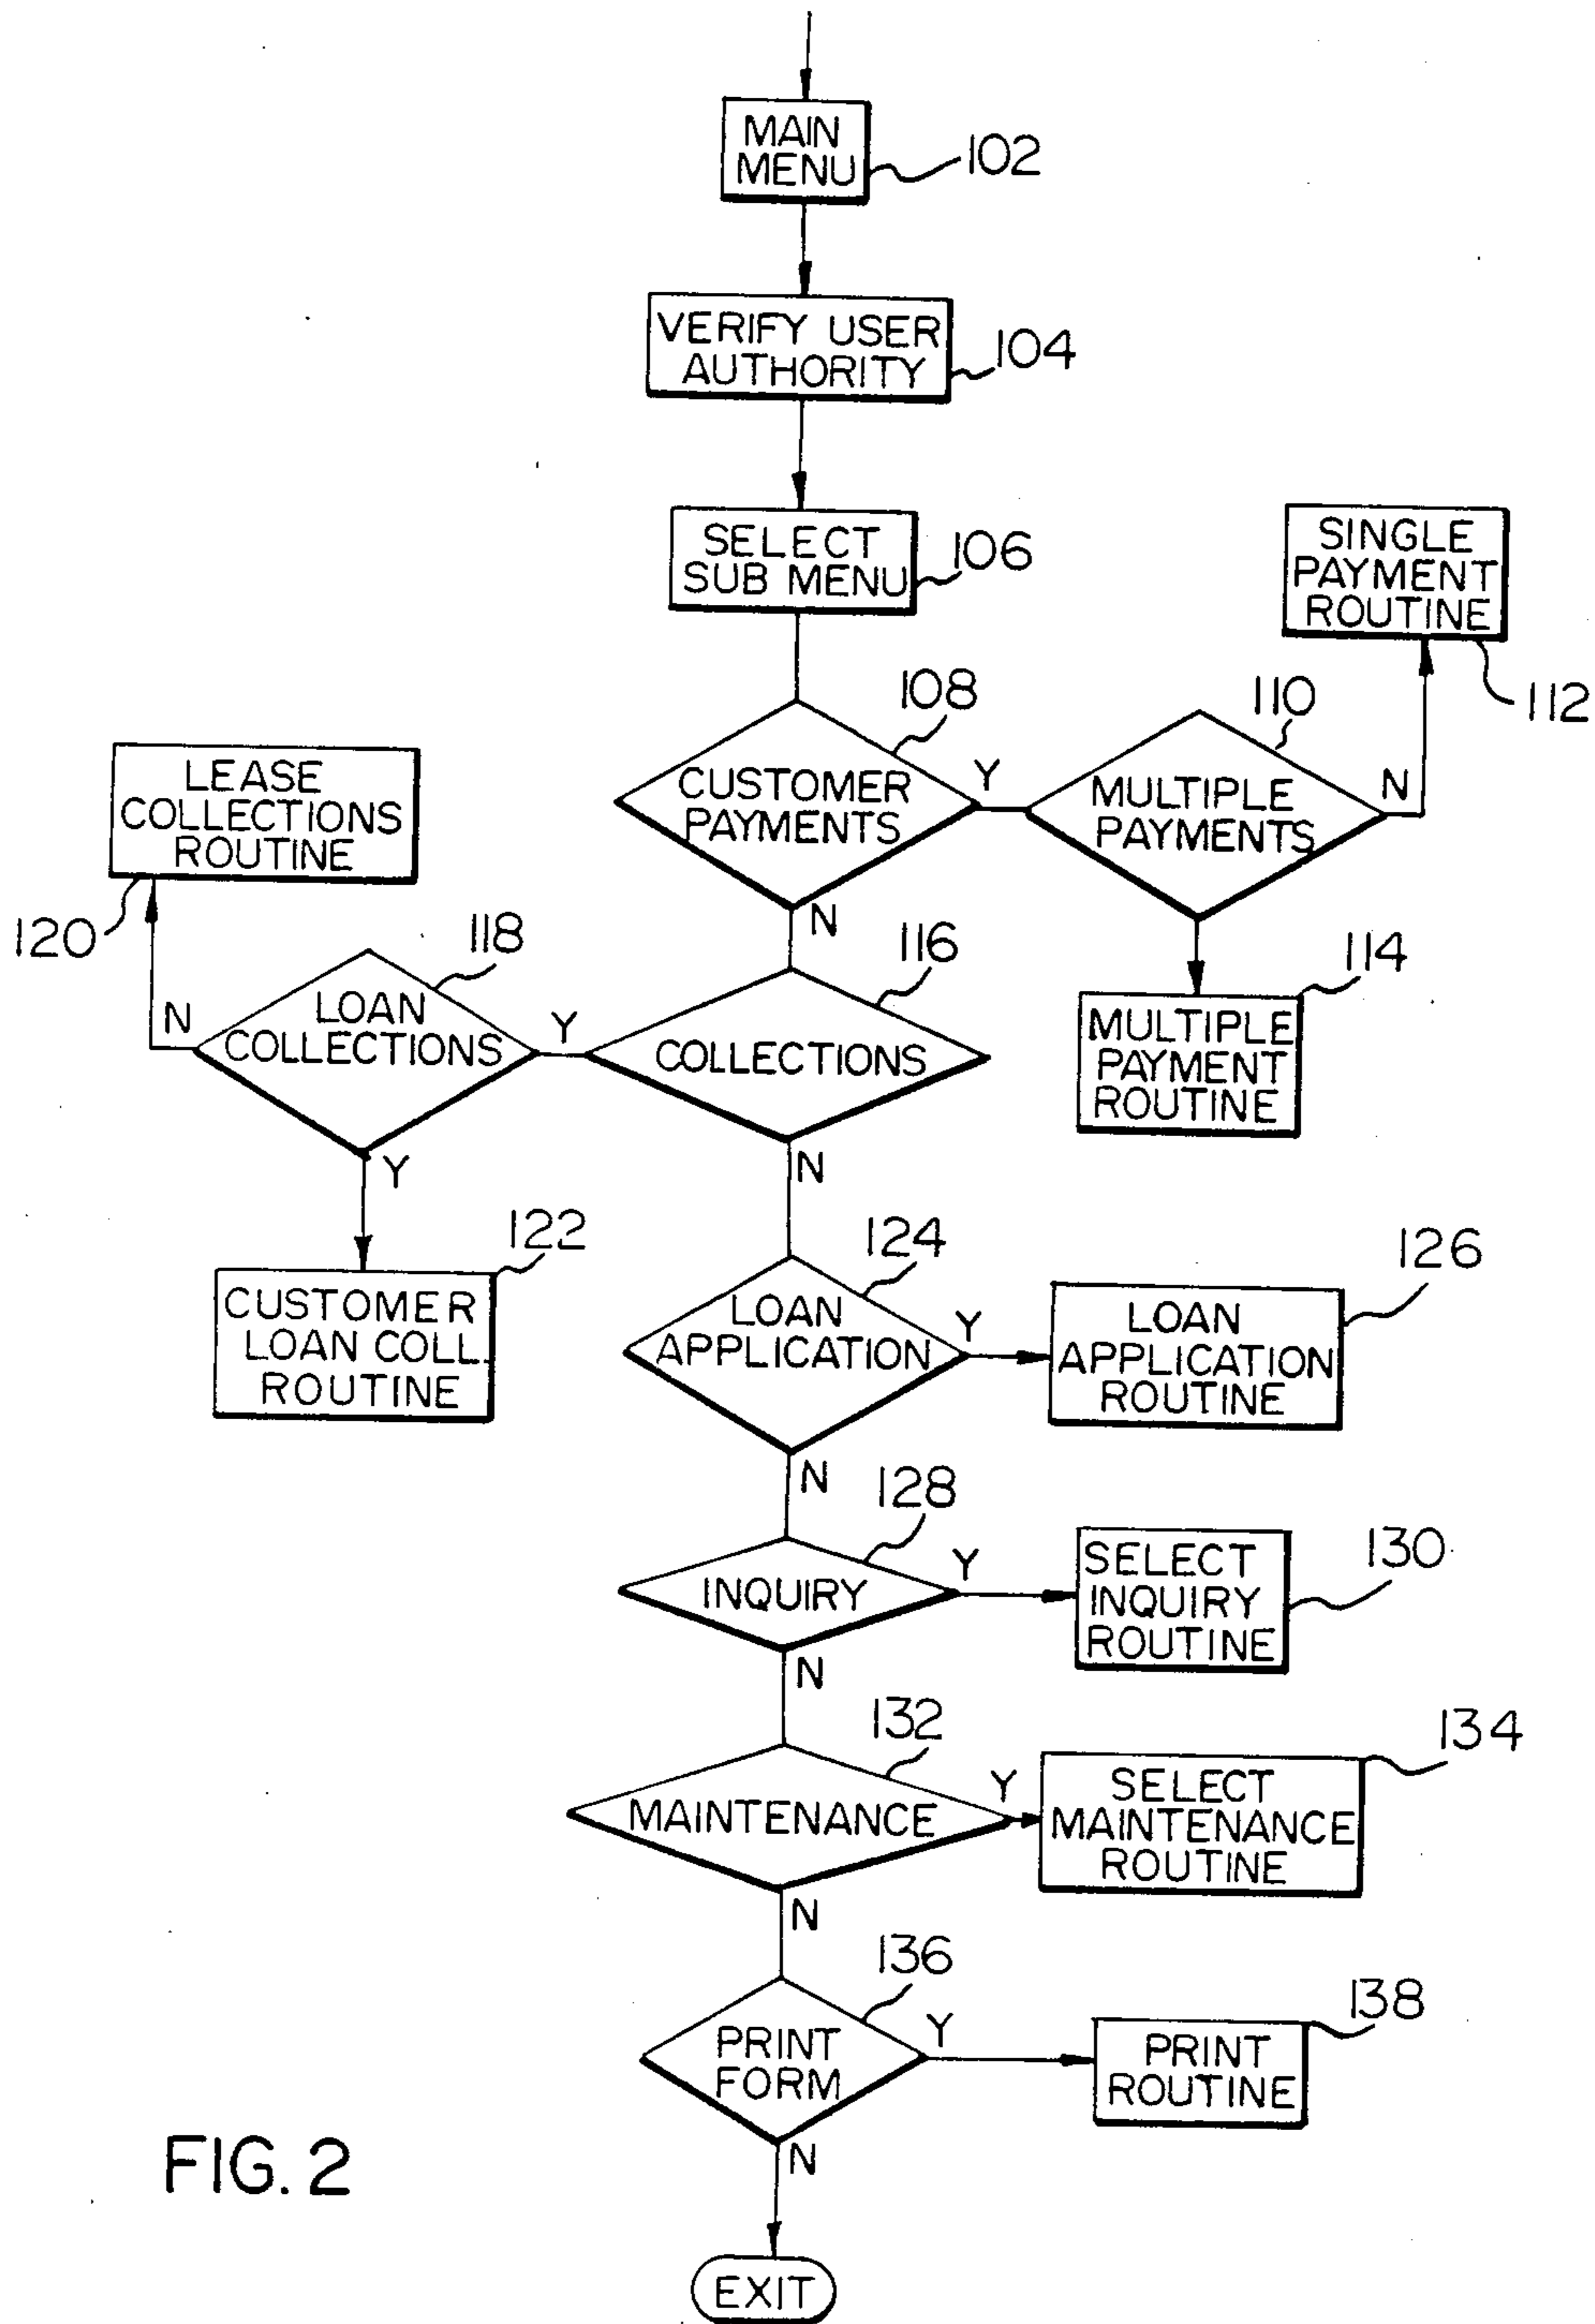 MAIN
MENU
102
VERIFY USER
AUTHORITY
104
SELECT
SUB MENU
106
SINGLE
PAYMENT
ROUTINE
112
108
CUSTOMER
PAYMENTS
Y
N
110
MULTIPLE
PAYMENTS
N
114
MULTIPLE
PAYMENT
ROUTINE
LEASE
COLLECTIONS
ROUTINE
120
118
LOAN
COLLECTIONS
N
Y
116
COLLECTIONS
Y
N
122
CUSTOMER
LOAN COLL.
ROUTINE
124
LOAN
APPLICATION
Y
N
126
LOAN
APPLICATION
ROUTINE
128
INQUIRY
Y
N
130
SELECT
INQUIRY
ROUTINE
132
MAINTENANCE
Y
N
134
SELECT
MAINTENANCE
ROUTINE
136
PRINT
FORM
Y
N
138
PRINT
ROUTINE
EXIT
FIG. 2